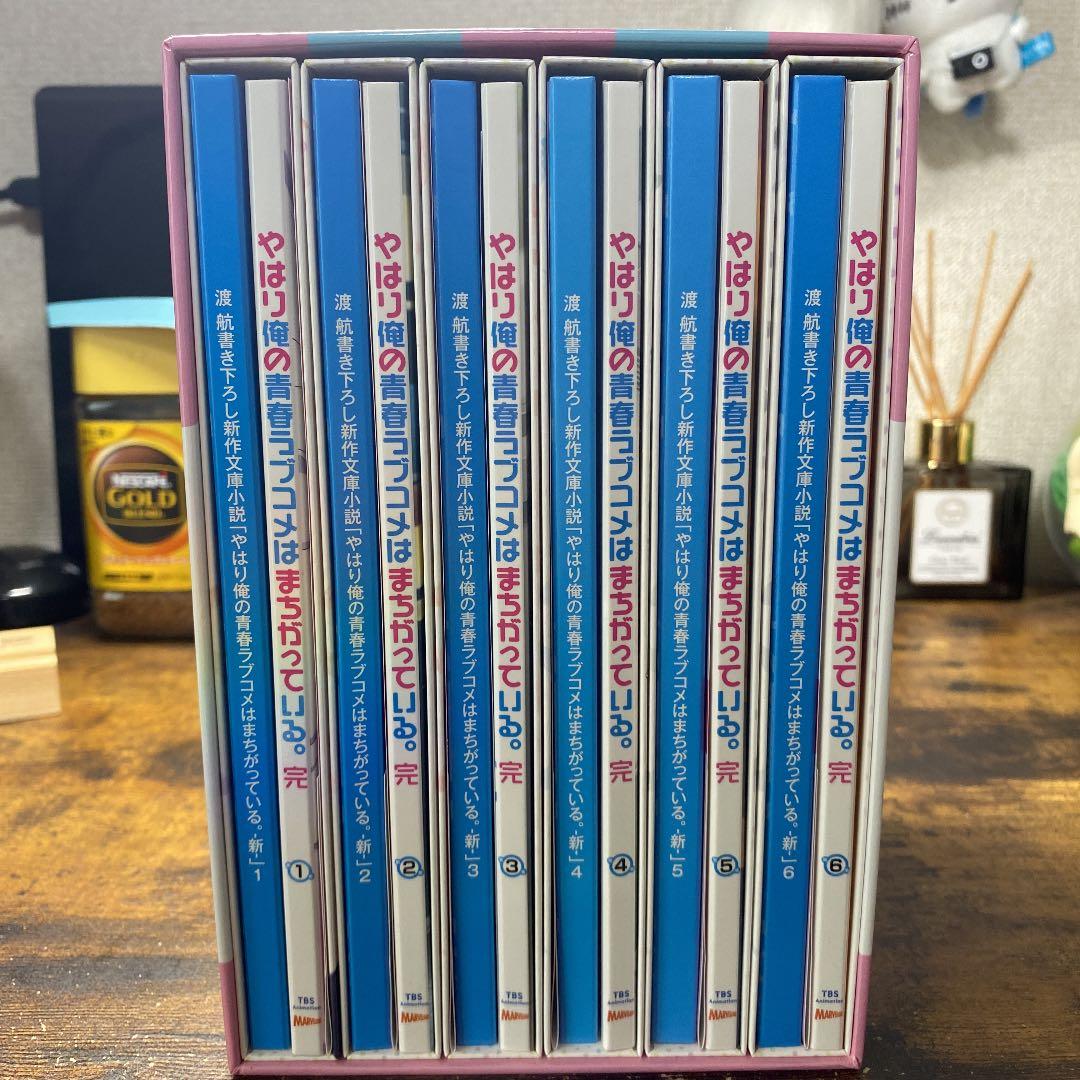 渡 航書き下ろし新作文庫小説「やはり俺の青春ラブコメはまちがっている。-新-」1
やはり俺の青春ラブコメはまちがっている。完
1
TBS
Animation
MARVELOUS
渡 航書き下ろし新作文庫小説「やはり俺の青春ラブコメはまちがっている。-新-」2
やはり俺の青春ラブコメはまちがっている。完
2
TBS
Animation
渡 航書き下ろし新作文庫小説「やはり俺の青春ラブコメはまちがっている。-新-」3
やはり俺の青春ラブコメはまちがっている。完
3
TBS
Animation
渡 航書き下ろし新作文庫小説「やはり俺の青春ラブコメはまちがっている。-新-」4
やはり俺の青春ラブコメはまちがっている。完
4
TBS
Animation
渡 航書き下ろし新作文庫小説「やはり俺の青春ラブコメはまちがっている。-新-」5
やはり俺の青春ラブコメはまちがっている。完
5
TBS
Animation
渡 航書き下ろし新作文庫小説「やはり俺の青春ラブコメはまちがっている。-新-」6
やはり俺の青春ラブコメはまちがっている。完
6
TBS
Animation
NESCAFE
GOLD
BLEND